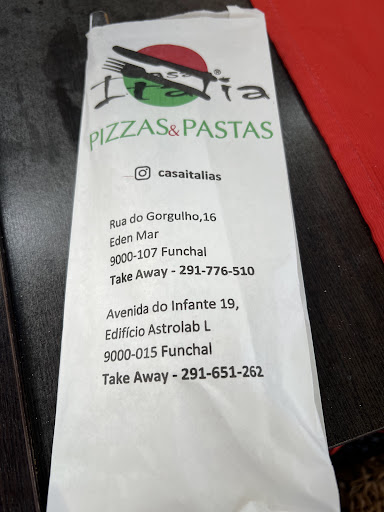 Casa
Italia®
PIZZAS&PASTAS
casaitalias
Rua do Gorgulho,16
Eden Mar
9000-107 Funchal
Take Away - 291-776-510
Avenida do Infante 19,
Edifício Astrolab L
9000-015 Funchal
Take Away - 291-651-262